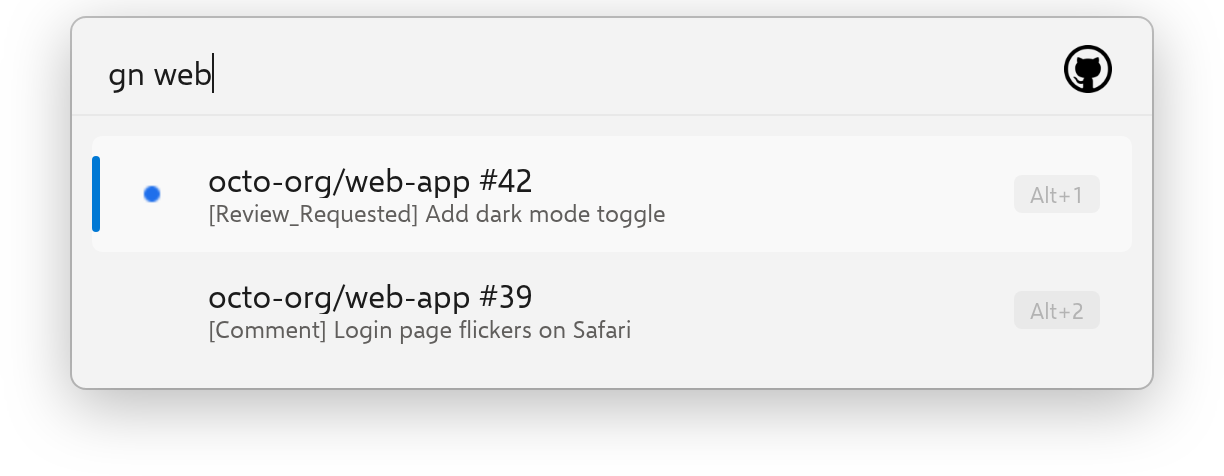 gn web
octo-org/web-app #42
[Review_Requested] Add dark mode toggle
Alt+1
octo-org/web-app #39
[Comment] Login page flickers on Safari
Alt+2